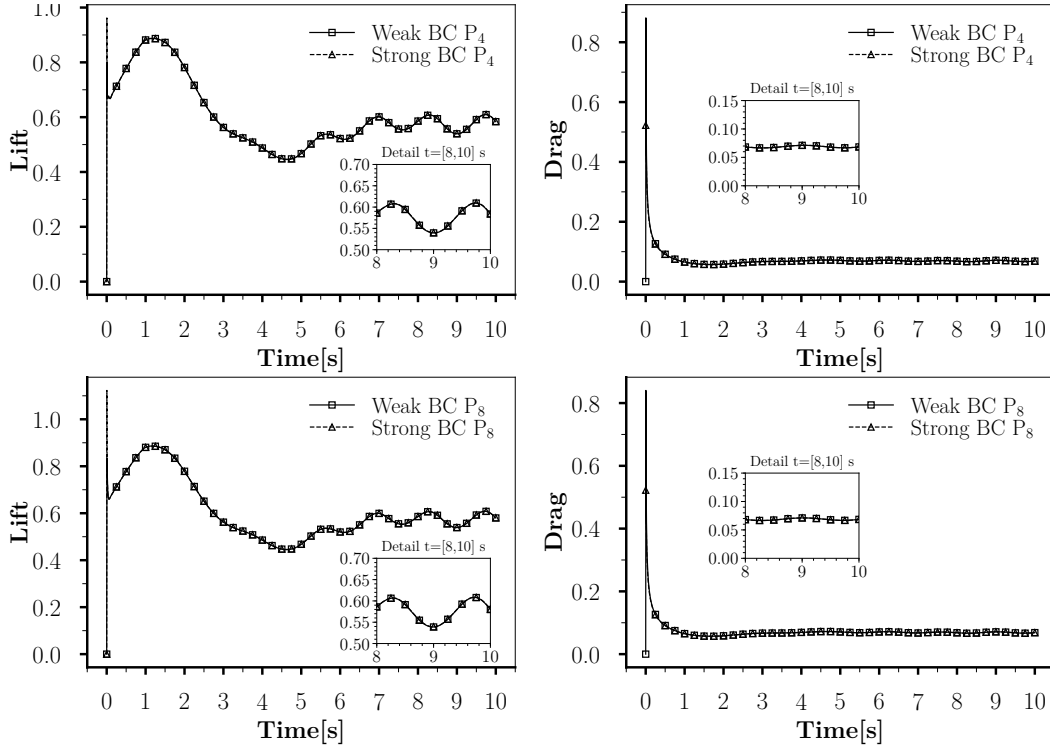 Weak BC P4
Strong BC P4
Lift
1.0
0.8
0.6
0.4
0.2
0.0
Detail t=[8,10] s
0.70
0.65
0.60
0.55
0.50
8 9 10
0 1 2 3 4 5 6 7 8 9 10
Time[s]
Weak BC P4
Strong BC P4
Drag
0.8
0.6
0.4
0.2
0.0
Detail t=[8,10] s
0.15
0.10
0.05
0.00
8 9 10
0 1 2 3 4 5 6 7 8 9 10
Time[s]
Weak BC P8
Strong BC P8
Lift
1.0
0.8
0.6
0.4
0.2
0.0
Detail t=[8,10] s
0.70
0.65
0.60
0.55
0.50
8 9 10
0 1 2 3 4 5 6 7 8 9 10
Time[s]
Weak BC P8
Strong BC P8
Drag
0.8
0.6
0.4
0.2
0.0
Detail t=[8,10] s
0.15
0.10
0.05
0.00
8 9 10
0 1 2 3 4 5 6 7 8 9 10
Time[s]